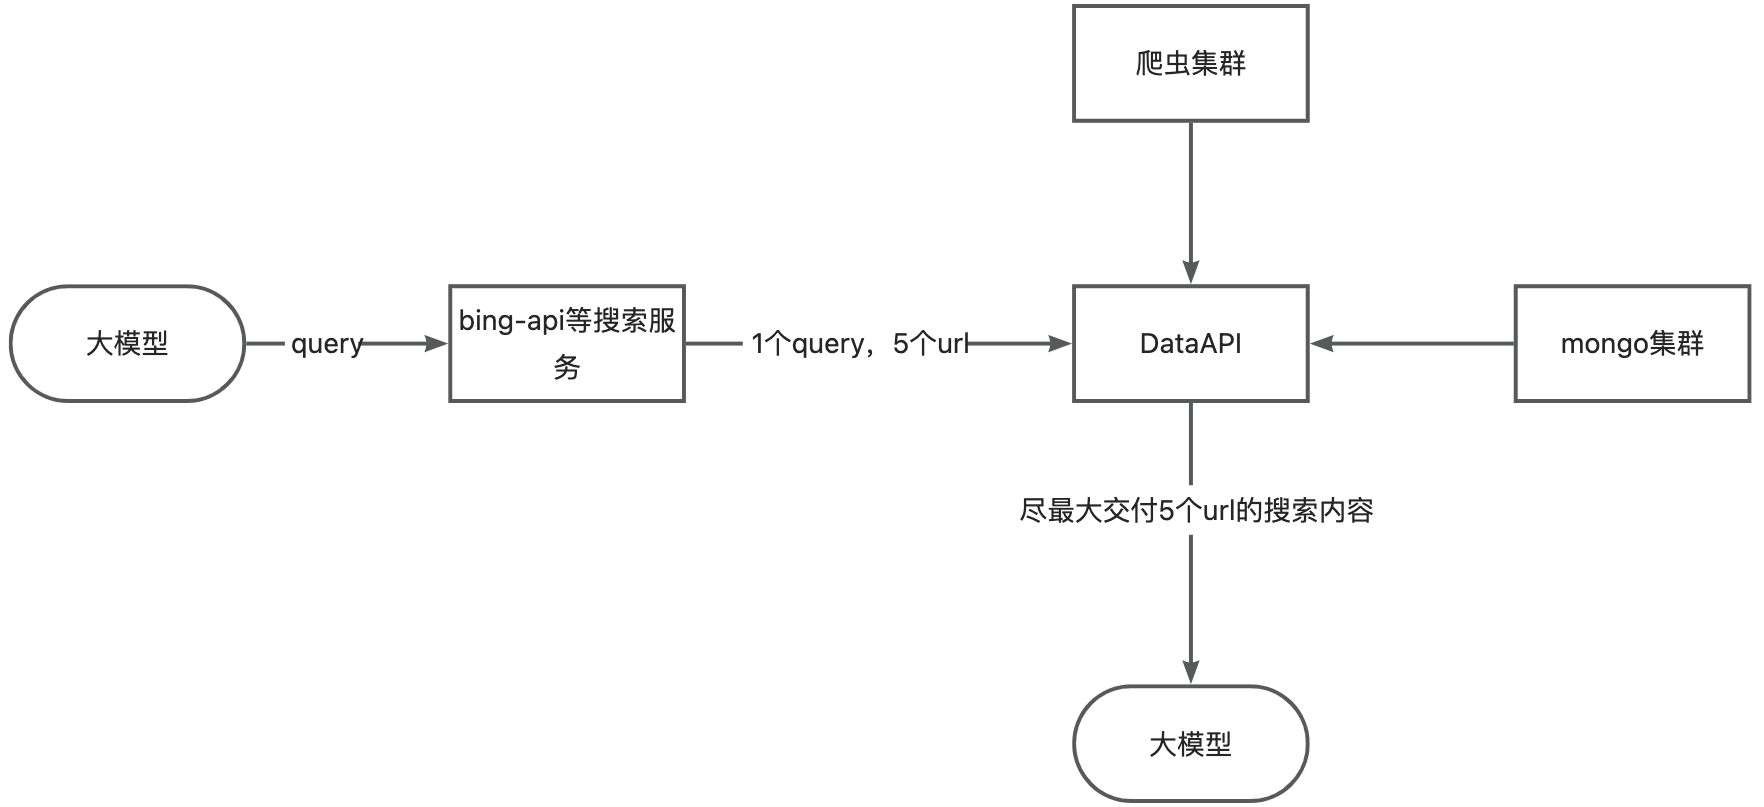 爬虫集群
大模型
query
bing-api等搜索服
务
1个query，5个url
DataAPI
mongo集群
尽最大交付5个url的搜索内容
大模型